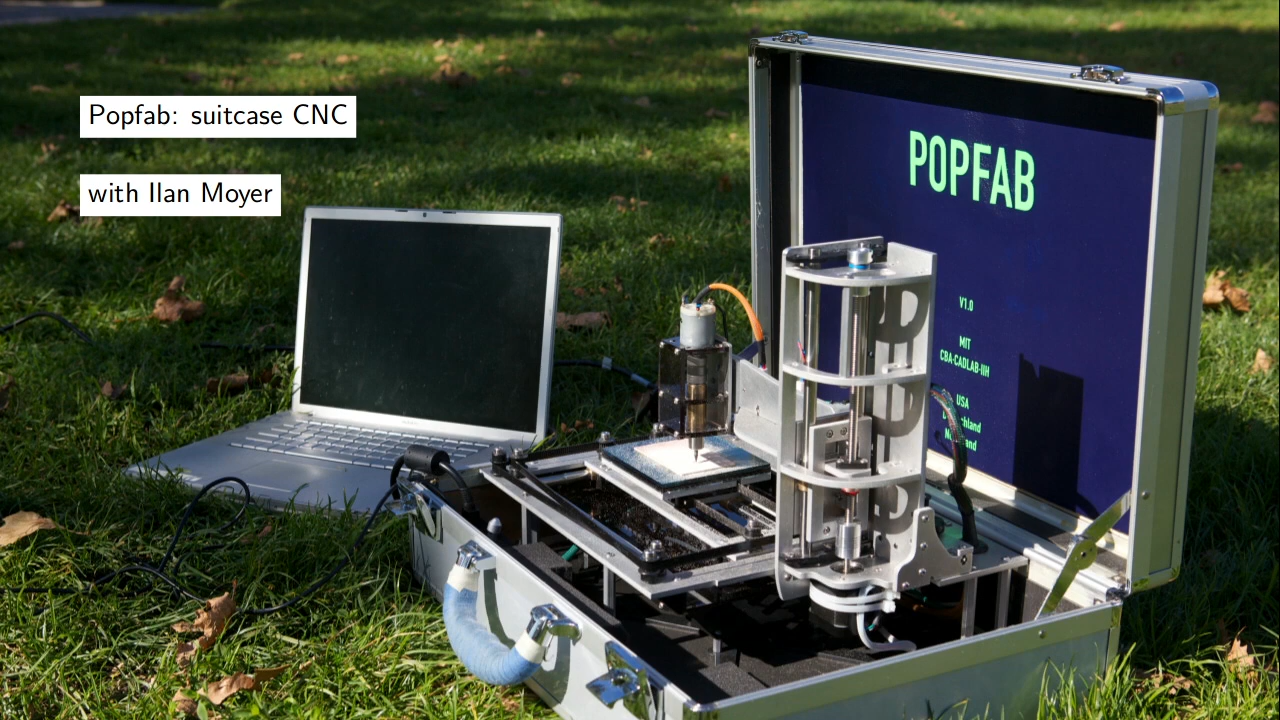 Popfab: suitcase CNC
with Ilan Moyer
POPFAB
V1.0
MIT
CBA-CADLAB-IIH
USA